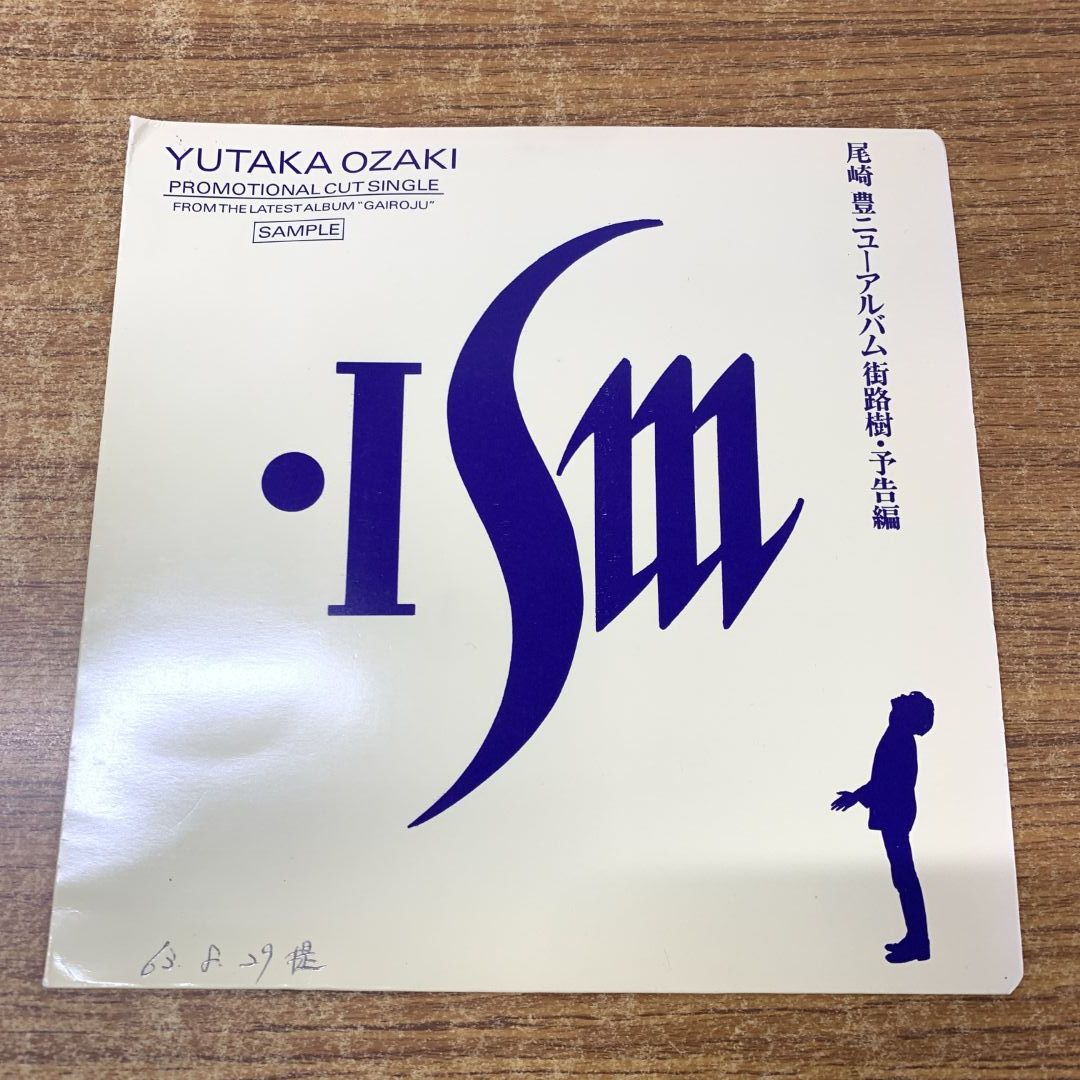 YUTAKA OZAKI
PROMOTIONAL CUT SINGLE
FROM THE LATEST ALBUM "GAIROJU"
SAMPLE
尾崎 豊ニューアルバム 街路樹・予告編
・ISm
63.8.29 提